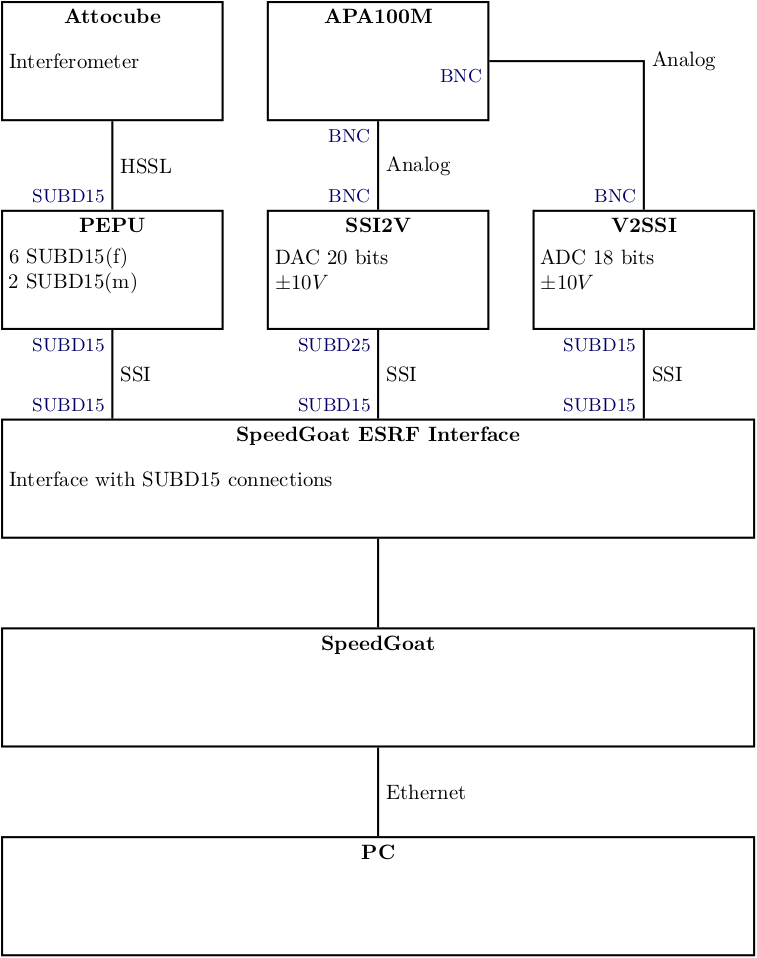 Attocube
Interferometer
APA100M
BNC
Analog
BNC
Analog
HSSL
SUBD15
BNC
BNC
PEPU
6 SUBD15(f)
2 SUBD15(m)
SSI2V
DAC 20 bits
±10V
V2SSI
ADC 18 bits
±10V
SUBD15
SSI
SUBD15
SUBD25
SSI
SUBD15
SUBD15
SSI
SUBD15
SpeedGoat ESRF Interface
Interface with SUBD15 connections
SpeedGoat
Ethernet
PC